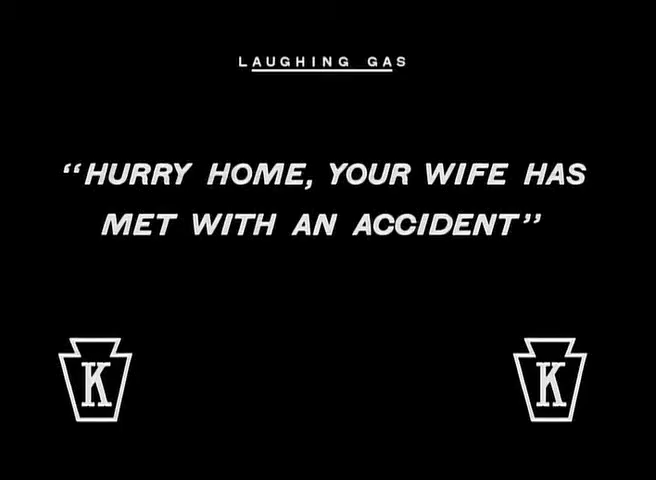 LAUGHING GAS
“HURRY HOME, YOUR WIFE HAS
MET WITH AN ACCIDENT”
K K